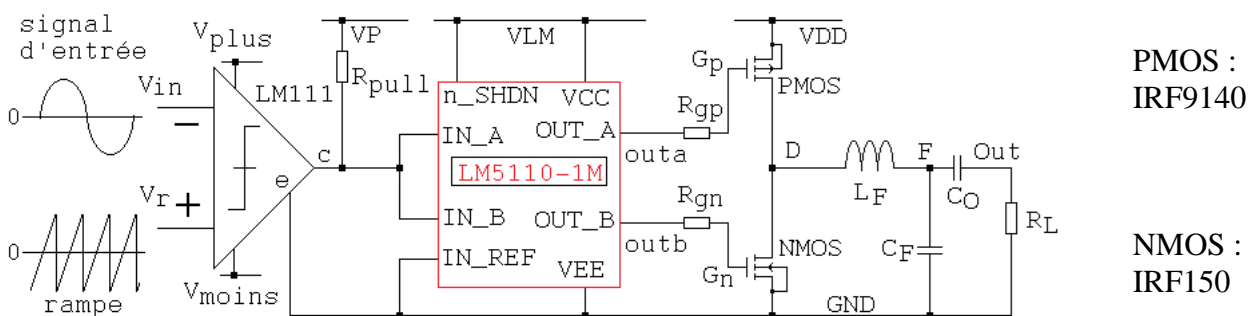 signal
d'entrée
Vplus
VP
VLM
VDD
PMOS :
IRF9140
Gp
PMOS
Vin
LM111
Rpull
n_SHDN VCC
Rgp
0
−
IN_A OUT_A
outa
c
D
F
Out
LM5110-1M
e
Vr
+
LF
CO
Rgn
RL
IN_B OUT_B
outb
NMOS
NMOS :
IRF150
0
IN_REF
CF
VEE
Gn
Vmoins
GND
rampe